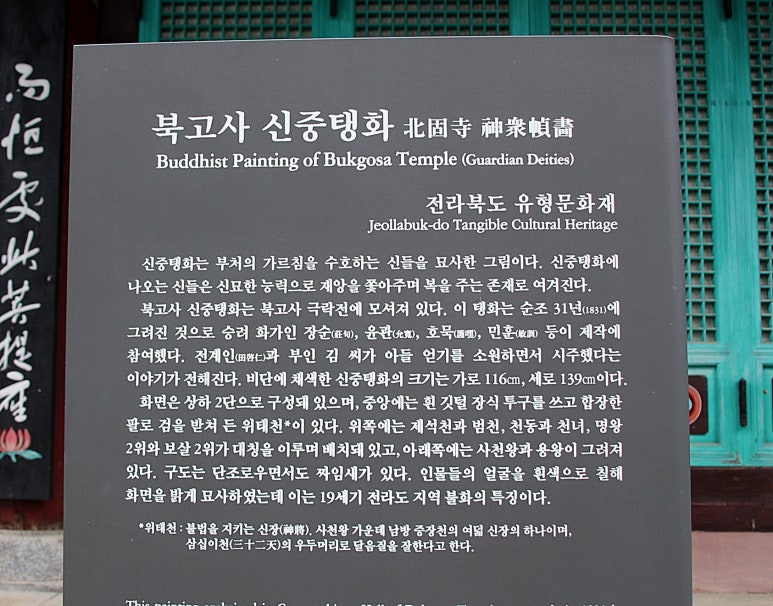 而恒處此菩提座
북고사 신중탱화 北固寺 神衆幀畵
Buddhist Painting of Bukgosa Temple (Guardian Deities)
전라북도 유형문화재
Jeollabuk-do Tangible Cultural Heritage
신중탱화는 부처의 가르침을 수호하는 신들을 묘사한 그림이다. 신중탱화에
나오는 신들은 신묘한 능력으로 재앙을 쫓아주며 복을 주는 존재로 여겨진다.
북고사 신중탱화는 북고사 극락전에 모셔져 있다. 이 탱화는 순조 31년(1831)에
그려진 것으로 승려 화가인 장순(莊旬), 윤관(允寬), 호묵(護嘿), 민훈(敏訓) 등이 제작에
참여했다. 전계인(田啓仁)과 부인 김 씨가 아들 얻기를 소원하면서 시주했다는
이야기가 전해진다. 비단에 채색한 신중탱화의 크기는 가로 116㎝, 세로 139㎝이다.
화면은 상하 2단으로 구성돼 있으며, 중앙에는 흰 깃털 장식 투구를 쓰고 합장한
팔로 검을 받쳐 든 위태천*이 있다. 위쪽에는 제석천과 범천, 천동과 천녀, 명왕
2위와 보살 2위가 대칭을 이루며 배치돼 있고, 아래쪽에는 사천왕과 용왕이 그려져
있다. 구도는 단조로우면서도 짜임새가 있다. 인물들의 얼굴을 흰색으로 칠해
화면을 밝게 묘사하였는데 이는 19세기 전라도 지역 불화의 특징이다.
*위태천 : 불법을 지키는 신장(神將). 사천왕 가운데 남방 증장천의 여덟 신장의 하나이며,
삼십이천(三十二天)의 우두머리로 달음질을 잘한다고 한다.
This painting